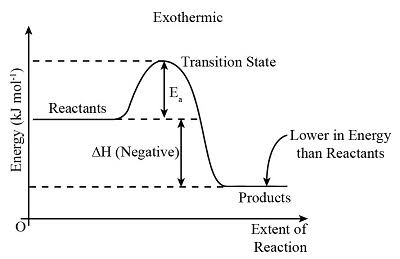 Exothermic
Transition State
Eₐ
Reactants
Energy (kJ mol⁻¹)
ΔH (Negative)
Lower in Energy
than Reactants
Products
O
Extent of
Reaction